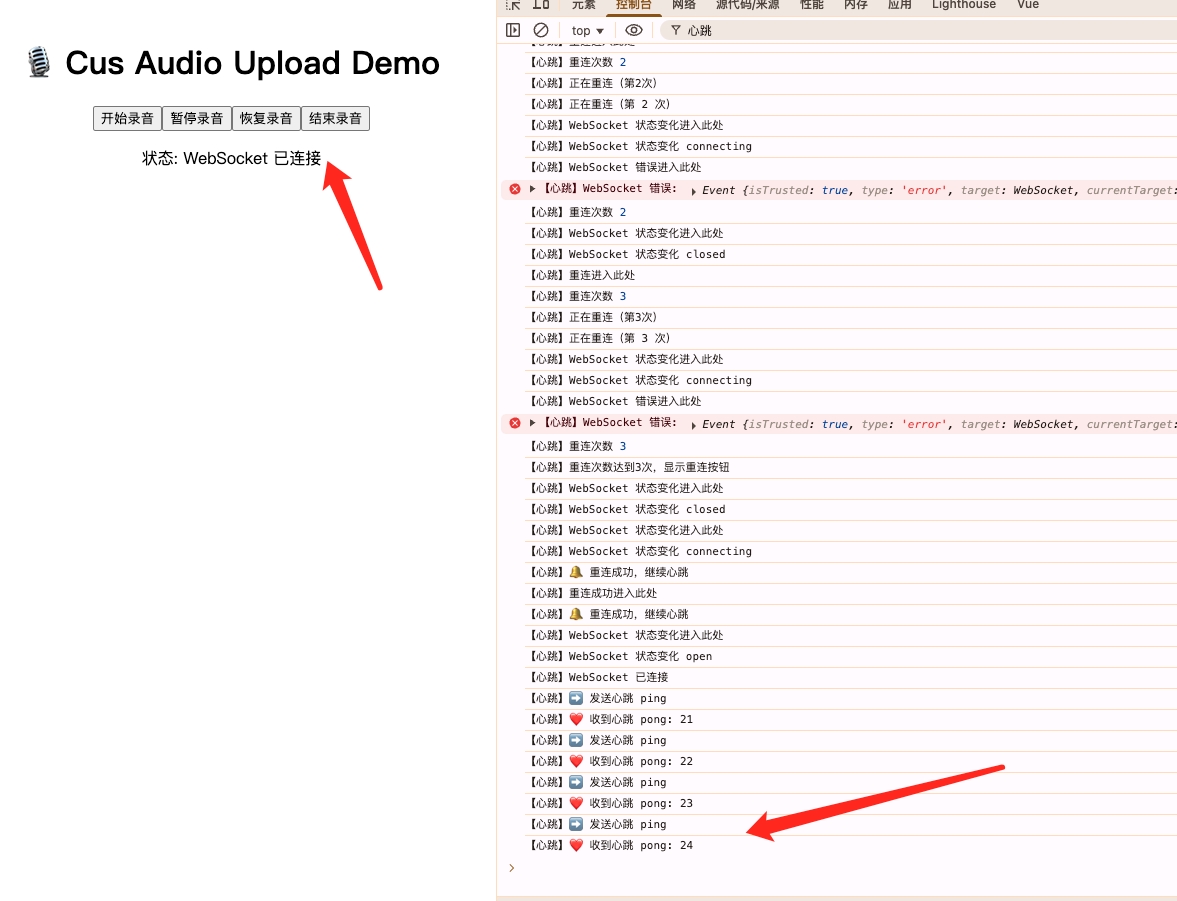 Cus Audio Upload Demo
开始录音 暂停录音 恢复录音 结束录音
状态: WebSocket 已连接
元素 控制台 网络 源代码/来源 性能 内存 应用 Lighthouse Vue
top 心跳
【心跳】重连进入此处
【心跳】重连次数 2
【心跳】正在重连（第2次）
【心跳】正在重连（第 2 次）
【心跳】WebSocket 状态变化进入此处
【心跳】WebSocket 状态变化 connecting
【心跳】WebSocket 错误进入此处
【心跳】WebSocket 错误: Event {isTrusted: true, type: 'error', target: WebSocket, currentTarget:
【心跳】重连次数 2
【心跳】WebSocket 状态变化进入此处
【心跳】WebSocket 状态变化 closed
【心跳】重连进入此处
【心跳】重连次数 3
【心跳】正在重连（第3次）
【心跳】正在重连（第 3 次）
【心跳】WebSocket 状态变化进入此处
【心跳】WebSocket 状态变化 connecting
【心跳】WebSocket 错误进入此处
【心跳】WebSocket 错误: Event {isTrusted: true, type: 'error', target: WebSocket, currentTarget:
【心跳】重连次数 3
【心跳】重连次数达到3次，显示重连按钮
【心跳】WebSocket 状态变化进入此处
【心跳】WebSocket 状态变化 closed
【心跳】WebSocket 状态变化进入此处
【心跳】WebSocket 状态变化 connecting
【心跳】🔔 重连成功，继续心跳
【心跳】重连成功进入此处
【心跳】🔔 重连成功，继续心跳
【心跳】WebSocket 状态变化进入此处
【心跳】WebSocket 状态变化 open
【心跳】WebSocket 已连接
【心跳】➡️ 发送心跳 ping
【心跳】❤️ 收到心跳 pong: 21
【心跳】➡️ 发送心跳 ping
【心跳】❤️ 收到心跳 pong: 22
【心跳】➡️ 发送心跳 ping
【心跳】❤️ 收到心跳 pong: 23
【心跳】➡️ 发送心跳 ping
【心跳】❤️ 收到心跳 pong: 24